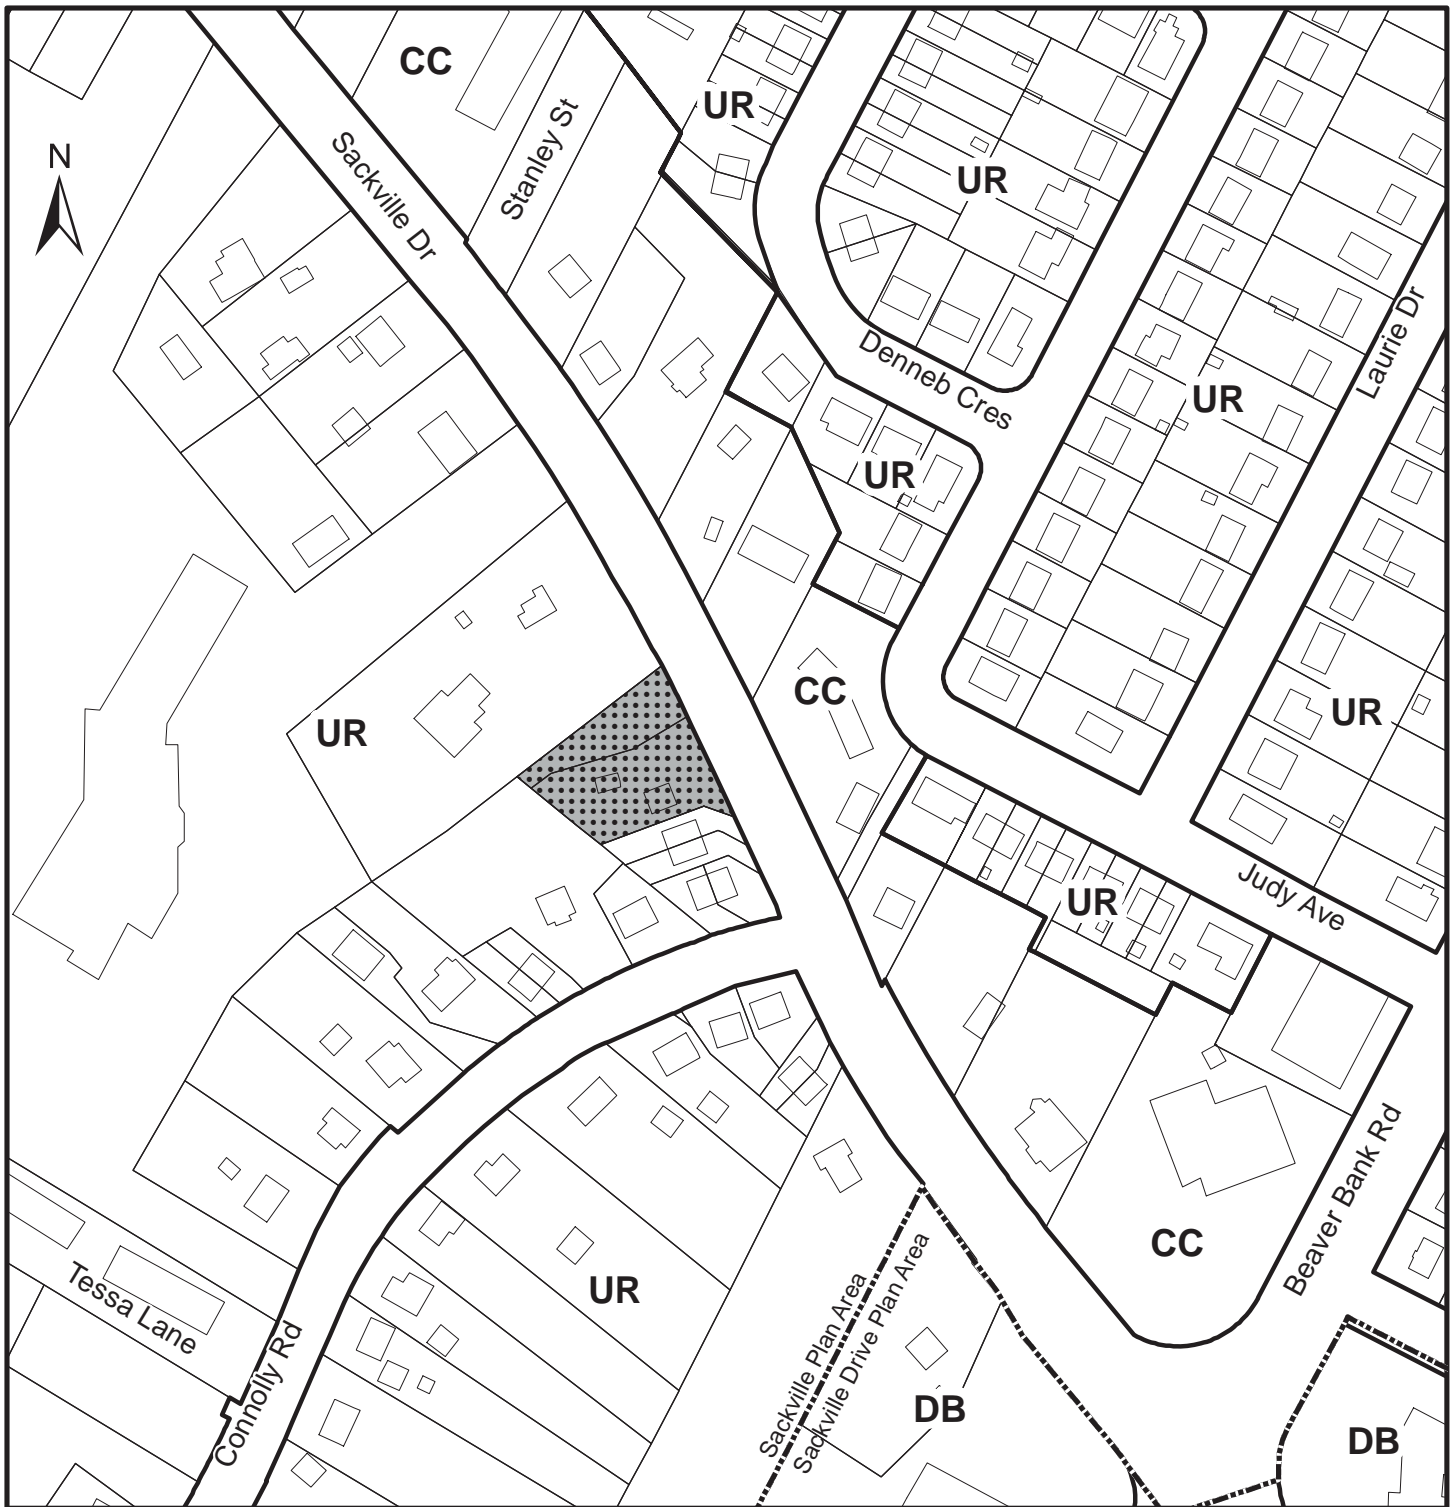 CC
UR
N
Stanley St
Sackville Dr
UR
Laurie Dr
Denneb Cres
UR
UR
CC
UR
UR
Judy Ave
UR
Beaver Bank Rd
CC
Tessa Lane
UR
Sackville Plan Area
Sackville Drive Plan Area
Connolly Rd
DB
DB